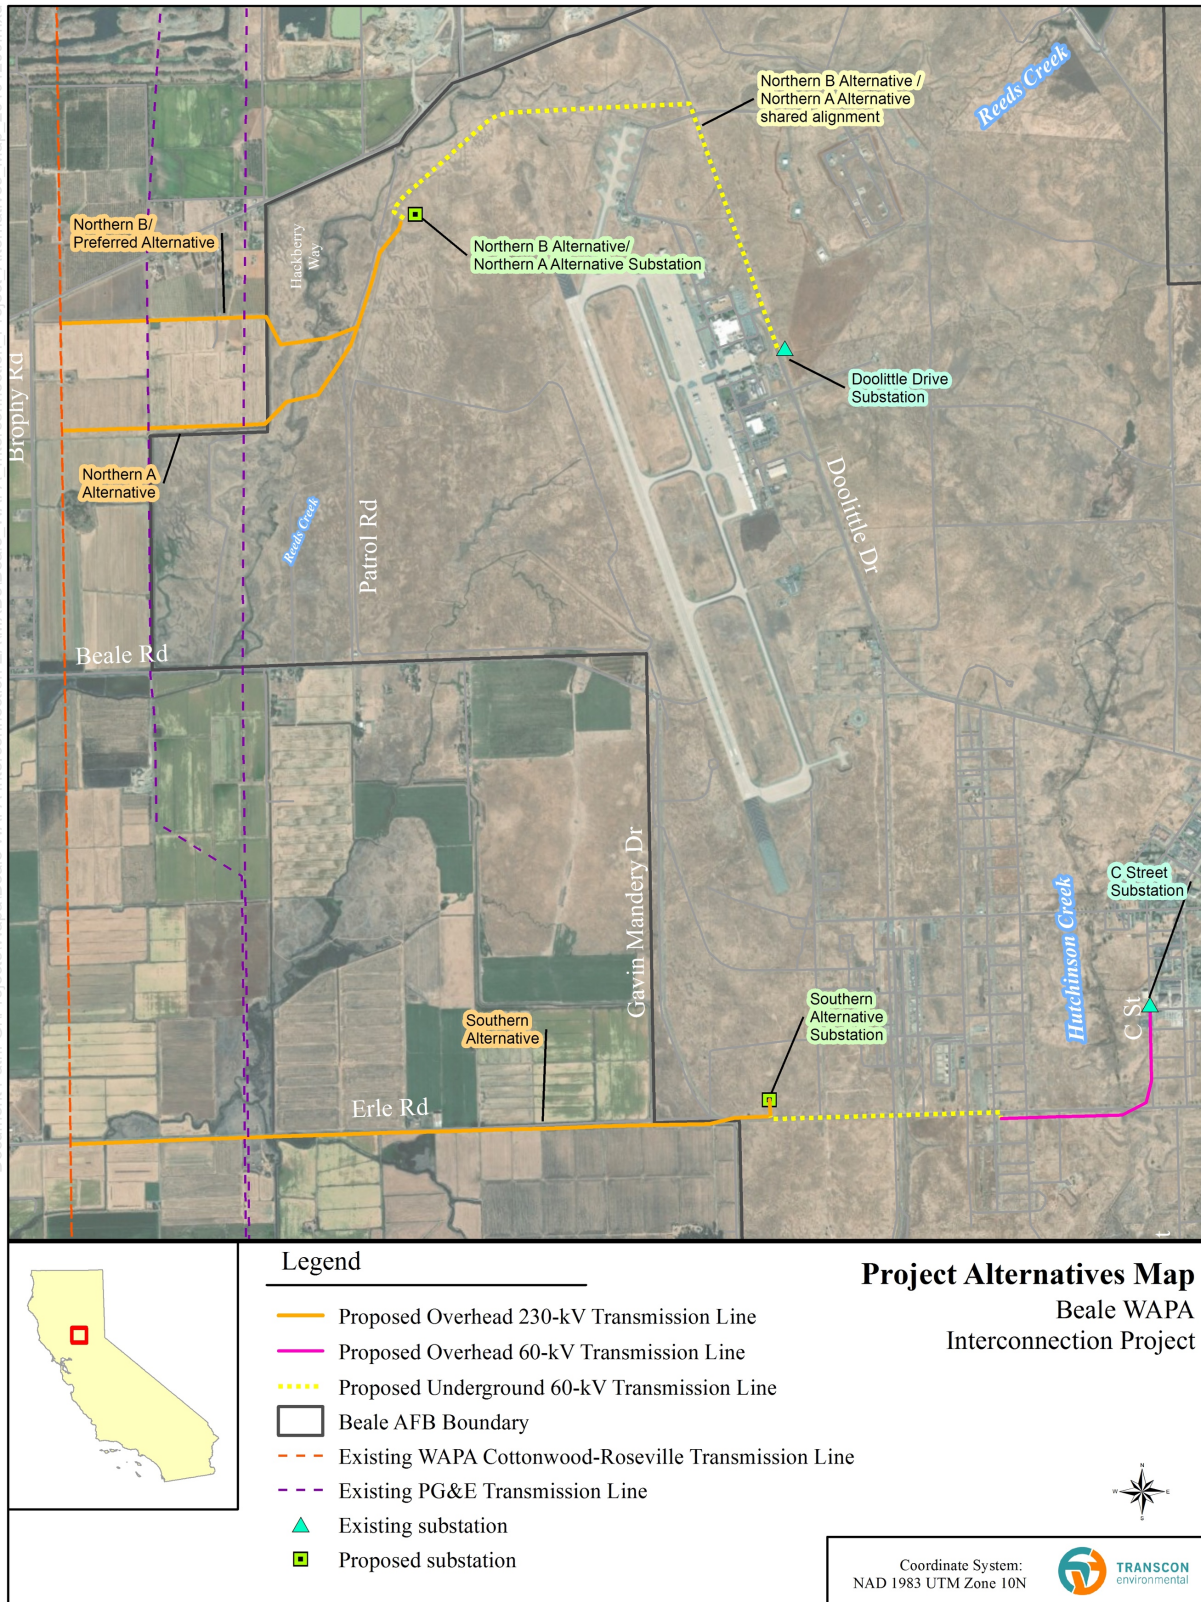 Northern B Alternative /
Northern A Alternative
shared alignment
Reeds Creek
Northern B/
Preferred Alternative
Hackberry
Way
Northern B Alternative/
Northern A Alternative Substation
Brophy Rd
Doolittle Drive
Substation
Northern A
Alternative
Reeds Creek
Patrol Rd
Doolittle Dr
Beale Rd
Gavin Mandery Dr
C Street
Substation
Hutchinson Creek
C St
Southern
Alternative
Southern
Alternative
Substation
Erle Rd
t
Legend
Proposed Overhead 230-kV Transmission Line
Proposed Overhead 60-kV Transmission Line
Proposed Underground 60-kV Transmission Line
Beale AFB Boundary
Existing WAPA Cottonwood-Roseville Transmission Line
Existing PG&E Transmission Line
Existing substation
Proposed substation
Project Alternatives Map
Beale WAPA
Interconnection Project
N
W
E
S
Coordinate System:
NAD 1983 UTM Zone 10N
TRANSCON
environmental